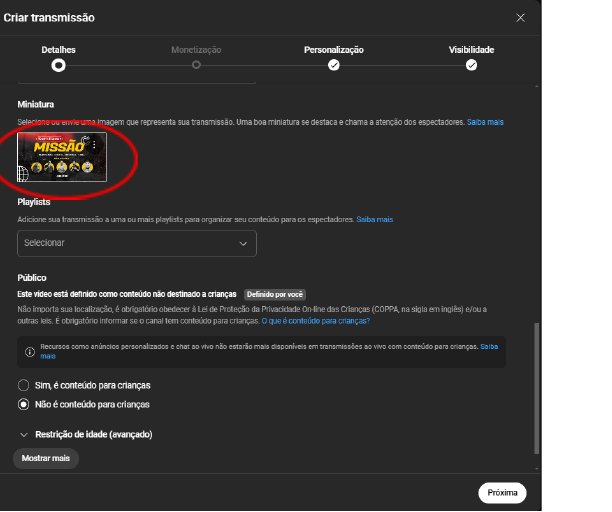 Criar transmissão
Detalhes
Monetização
Personalização
Visibilidade
Miniatura
Selecione ou envie uma imagem que representa sua transmissão. Uma boa miniatura se destaca e chama a atenção dos espectadores. Saiba mais
MISSÃO
Playlists
Adicione sua transmissão a uma ou mais playlists para organizar seu conteúdo para os espectadores. Saiba mais
Selecionar
Público
Este vídeo está definido como conteúdo não destinado a crianças Definido por você
Não importa sua localização, é obrigatório obedecer à Lei de Proteção da Privacidade On-line das Crianças (COPPA, na sigla em inglês) e/ou a
outras leis. É obrigatório informar se o canal tem conteúdo para crianças. O que é conteúdo para crianças?
Recursos como anúncios personalizados e chat ao vivo não estarão mais disponíveis em transmissões ao vivo com conteúdo para crianças. Saiba
mais
Sim, é conteúdo para crianças
Não é conteúdo para crianças
Restrição de idade (avançado)
Mostrar mais
Próxima